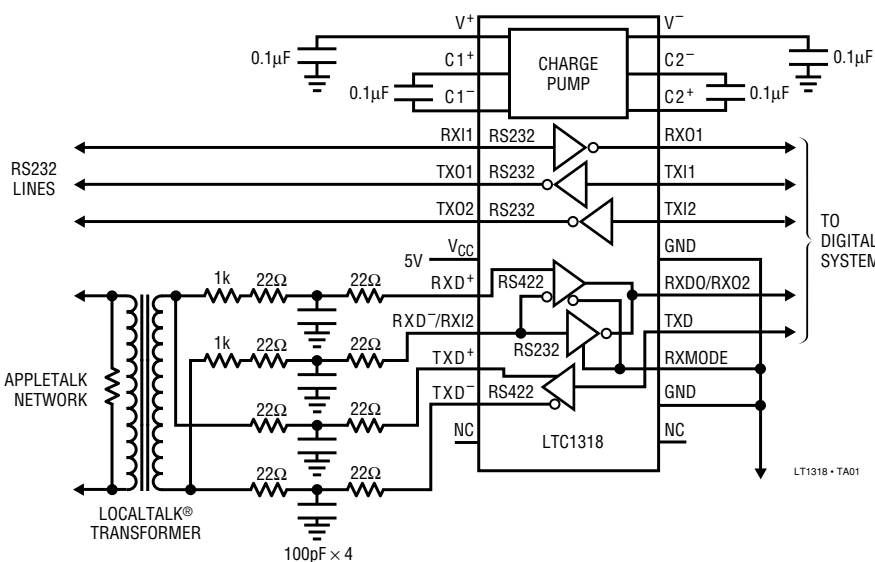 V+ V−
0.1µF C1+ CHARGE PUMP C2− 0.1µF
0.1µF C1− C2+ 0.1µF
RS232 LINES
RXI1 RS232 RXO1
TXO1 RS232 TXI1
TXO2 RS232 TXI2
TO DIGITAL SYSTEM
VCC GND
5V
1k 22Ω 22Ω RXD+ RS422 RXDO/RXO2
RXD−/RXI2 TXD
1k 22Ω 22Ω RS232 RXMODE
APPLETALK NETWORK
TXD+
22Ω 22Ω TXD− RS422 GND
NC LTC1318 NC
22Ω 22Ω
LT1318 • TA01
LOCALTALK®
TRANSFORMER
100pF × 4